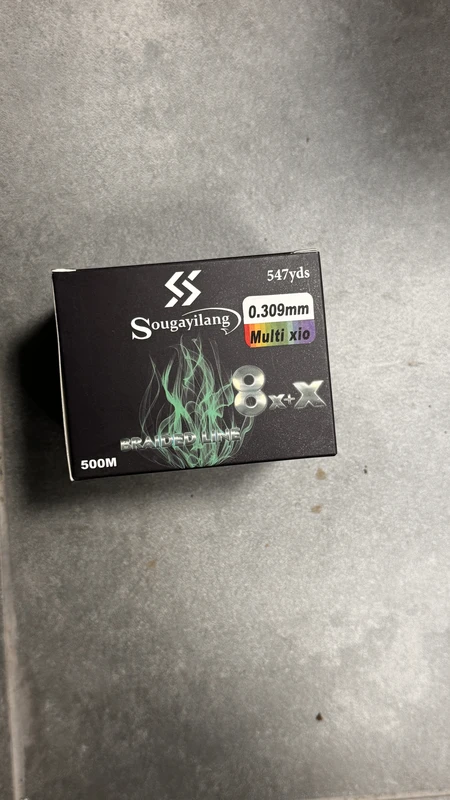 547yds
Sougayilang
0.309mm
Multi xio
8x+X
BRAIDED LINE
500M